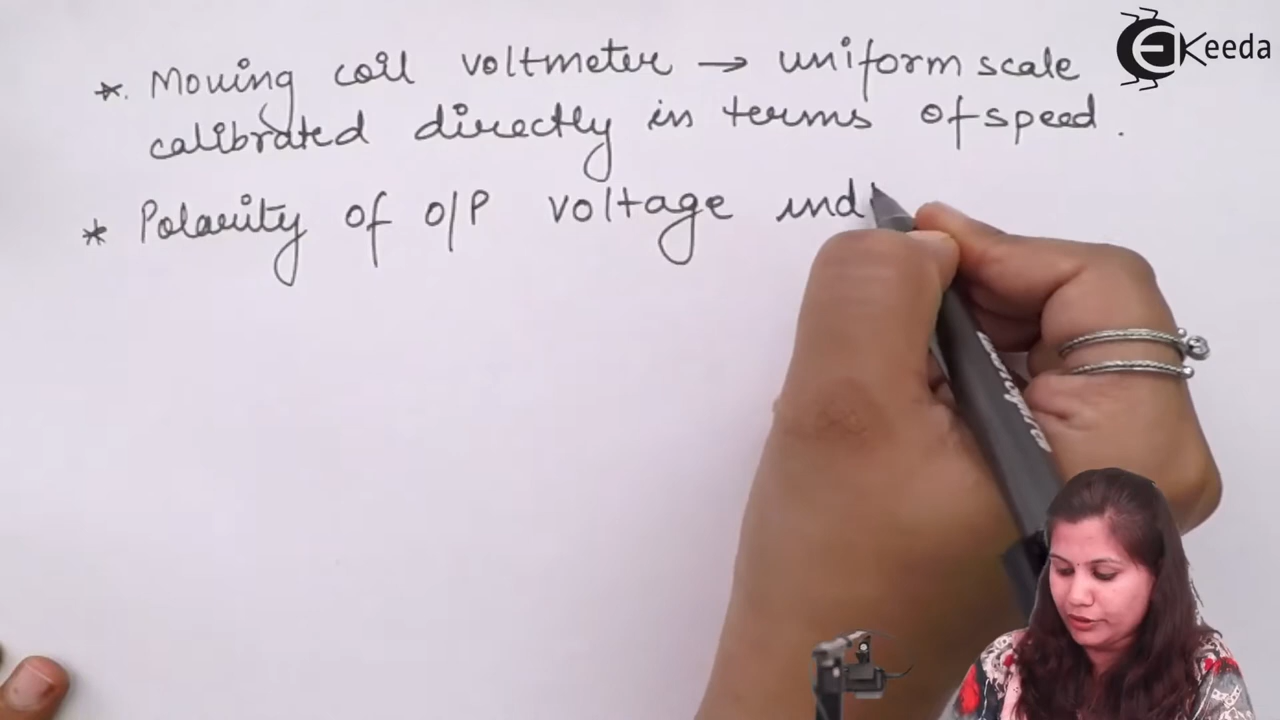 * Moving coil voltmeter → uniform scale
calibrated directly in terms of speed.
* Polarity of O/P voltage ind
EKeeda